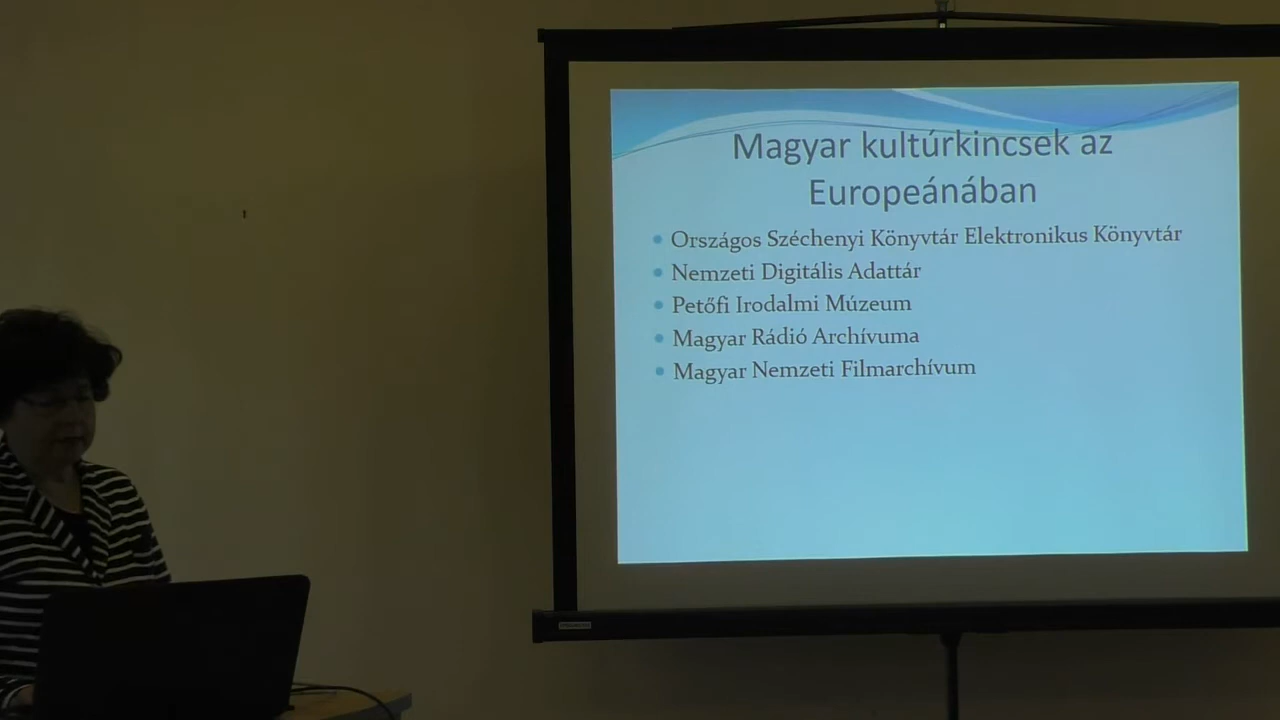 Magyar kultúrkincsek az
Europeánában
Országos Széchenyi Könyvtár Elektronikus Könyvtár
Nemzeti Digitális Adattár
Petőfi Irodalmi Múzeum
Magyar Rádió Archívuma
Magyar Nemzeti Filmarchívum